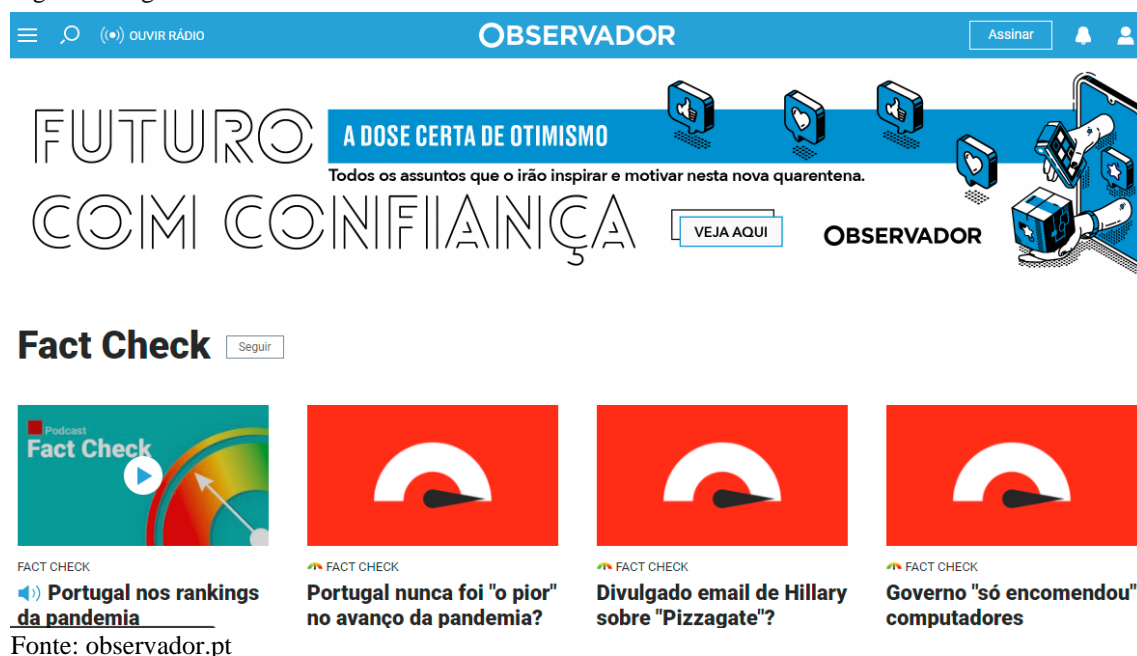 OUVIR RÁDIO
OBSERVADOR
Assinar
FUTURO
A DOSE CERTA DE OTIMISMO
Todos os assuntos que o irão inspirar e motivar nesta nova quarentena.
COM CONFIANÇA
VEJA AQUI
OBSERVADOR
Fact Check
Seguir
Podcast
Fact Check
FACT CHECK
Portugal nos rankings
da pandemia
FACT CHECK
Portugal nunca foi "o pior"
no avanço da pandemia?
FACT CHECK
Divulgado email de Hillary
sobre "Pizzagate"?
FACT CHECK
Governo "só encomendou"
computadores
Fonte: observador.pt